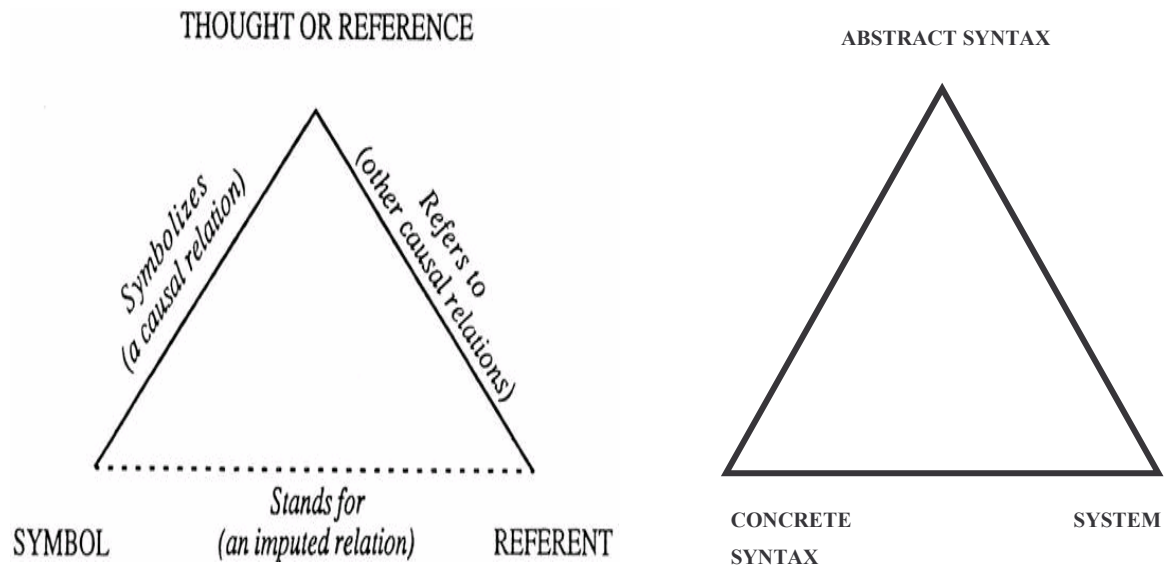 THOUGHT OR REFERENCE
Symbolizes
(a causal relation)
Refers to
(other causal relations)
Stands for
(an imputed relation)
SYMBOL
REFERENT
ABSTRACT SYNTAX
CONCRETE
SYNTAX
SYSTEM